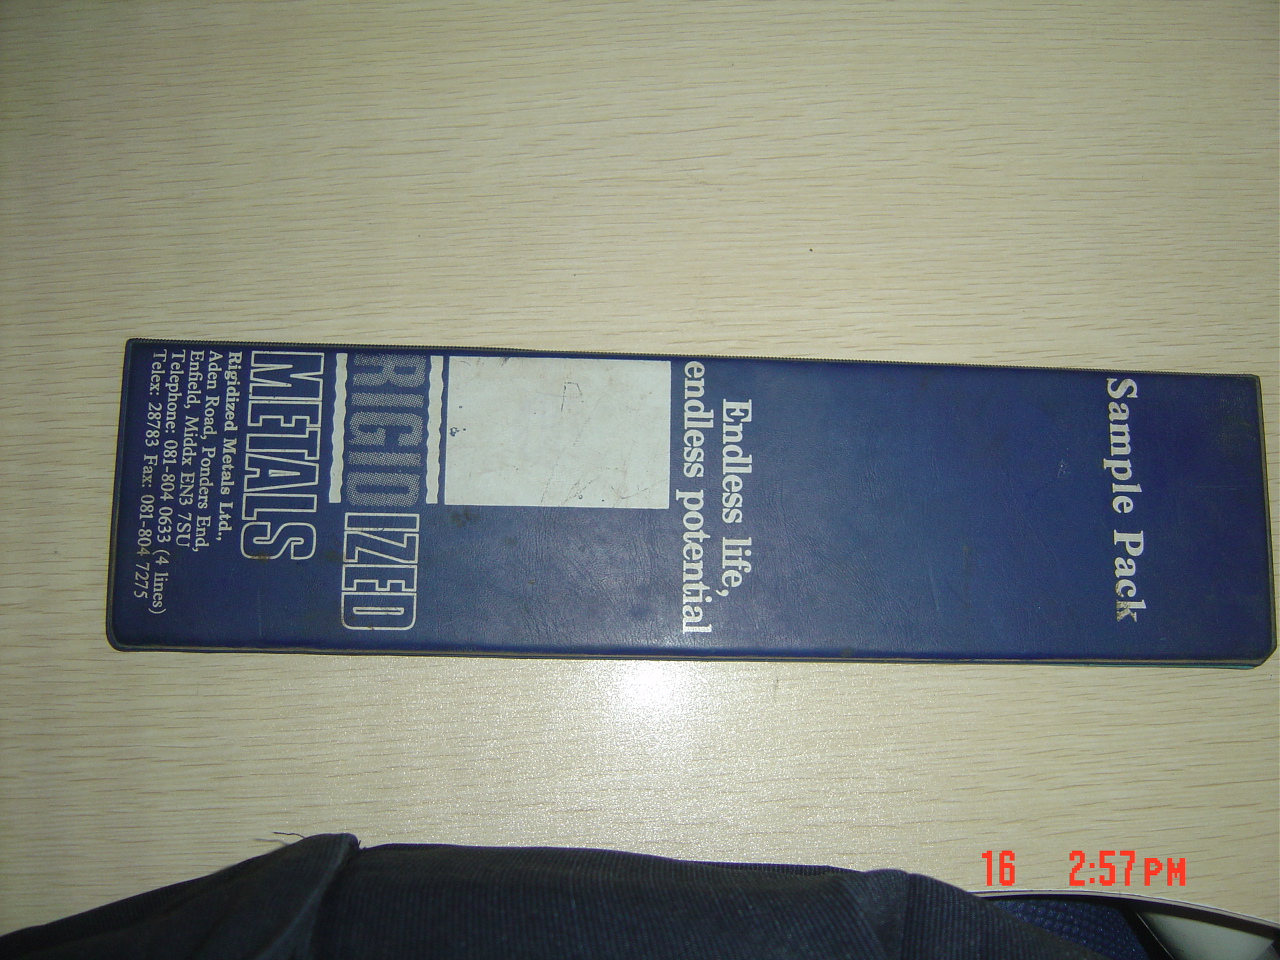 Sample Pack
Endless life,
endless potential
RIGIDIZED
METALS
Rigidized Metals Ltd.,
Aden Road, Ponders End,
Enfield, Middx EN3 7SU
Telephone: 081-804 0633 (4 lines)
Telex: 28783 Fax: 081-804 7275
16 2:57PM